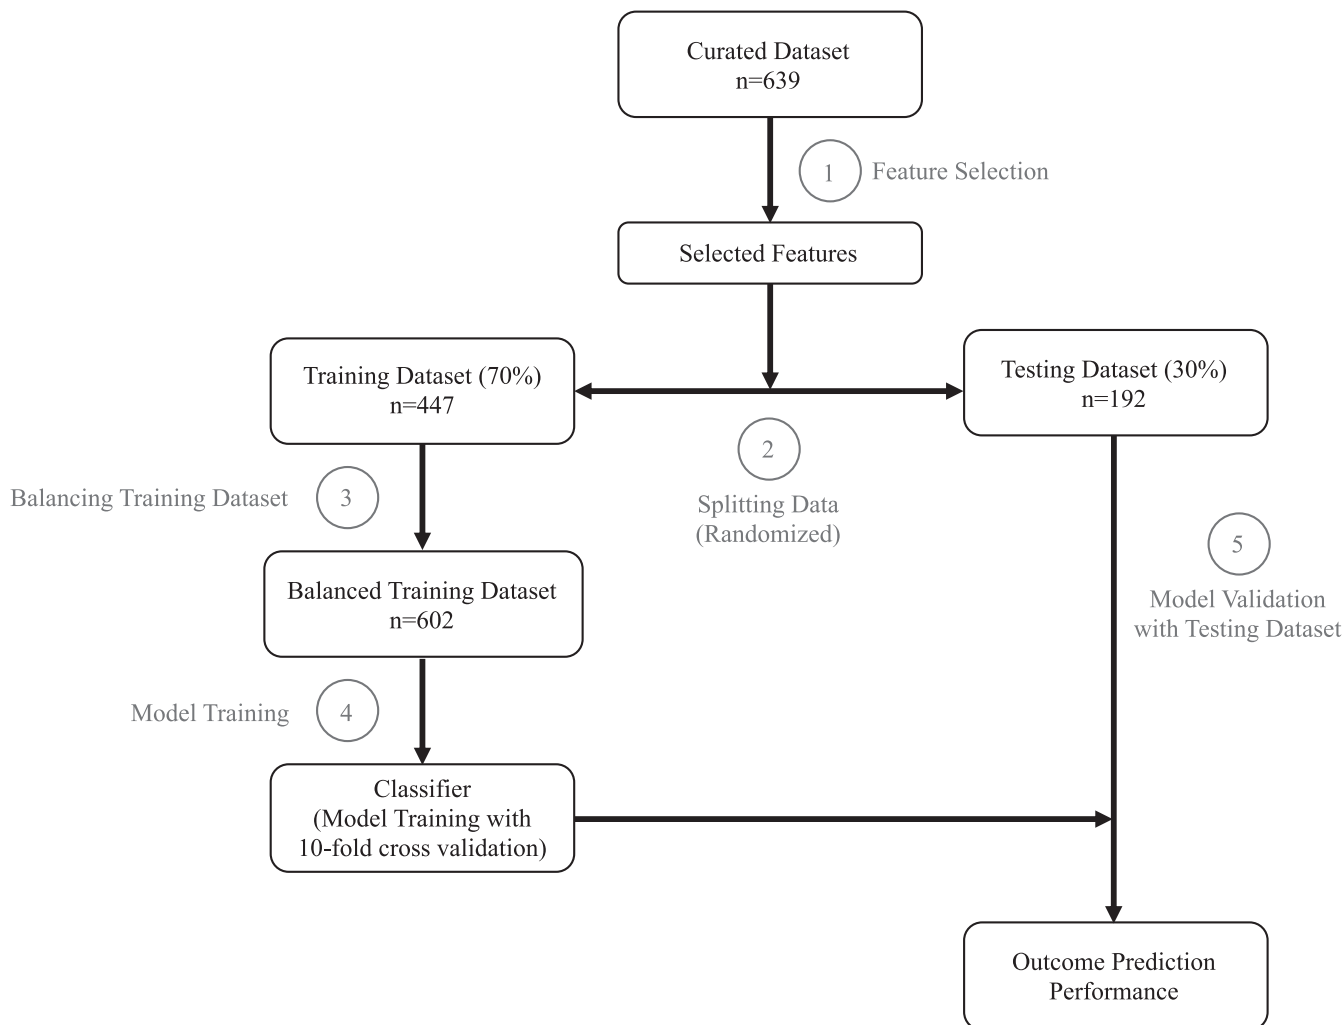 Curated Dataset
n=639
1
Feature Selection
Selected Features
Training Dataset (70%)
n=447
Testing Dataset (30%)
n=192
2
Splitting Data
(Randomized)
Balancing Training Dataset
3
Balanced Training Dataset
n=602
5
Model Validation
with Testing Dataset
Model Training
4
Classifier
(Model Training with
10-fold cross validation)
Outcome Prediction
Performance